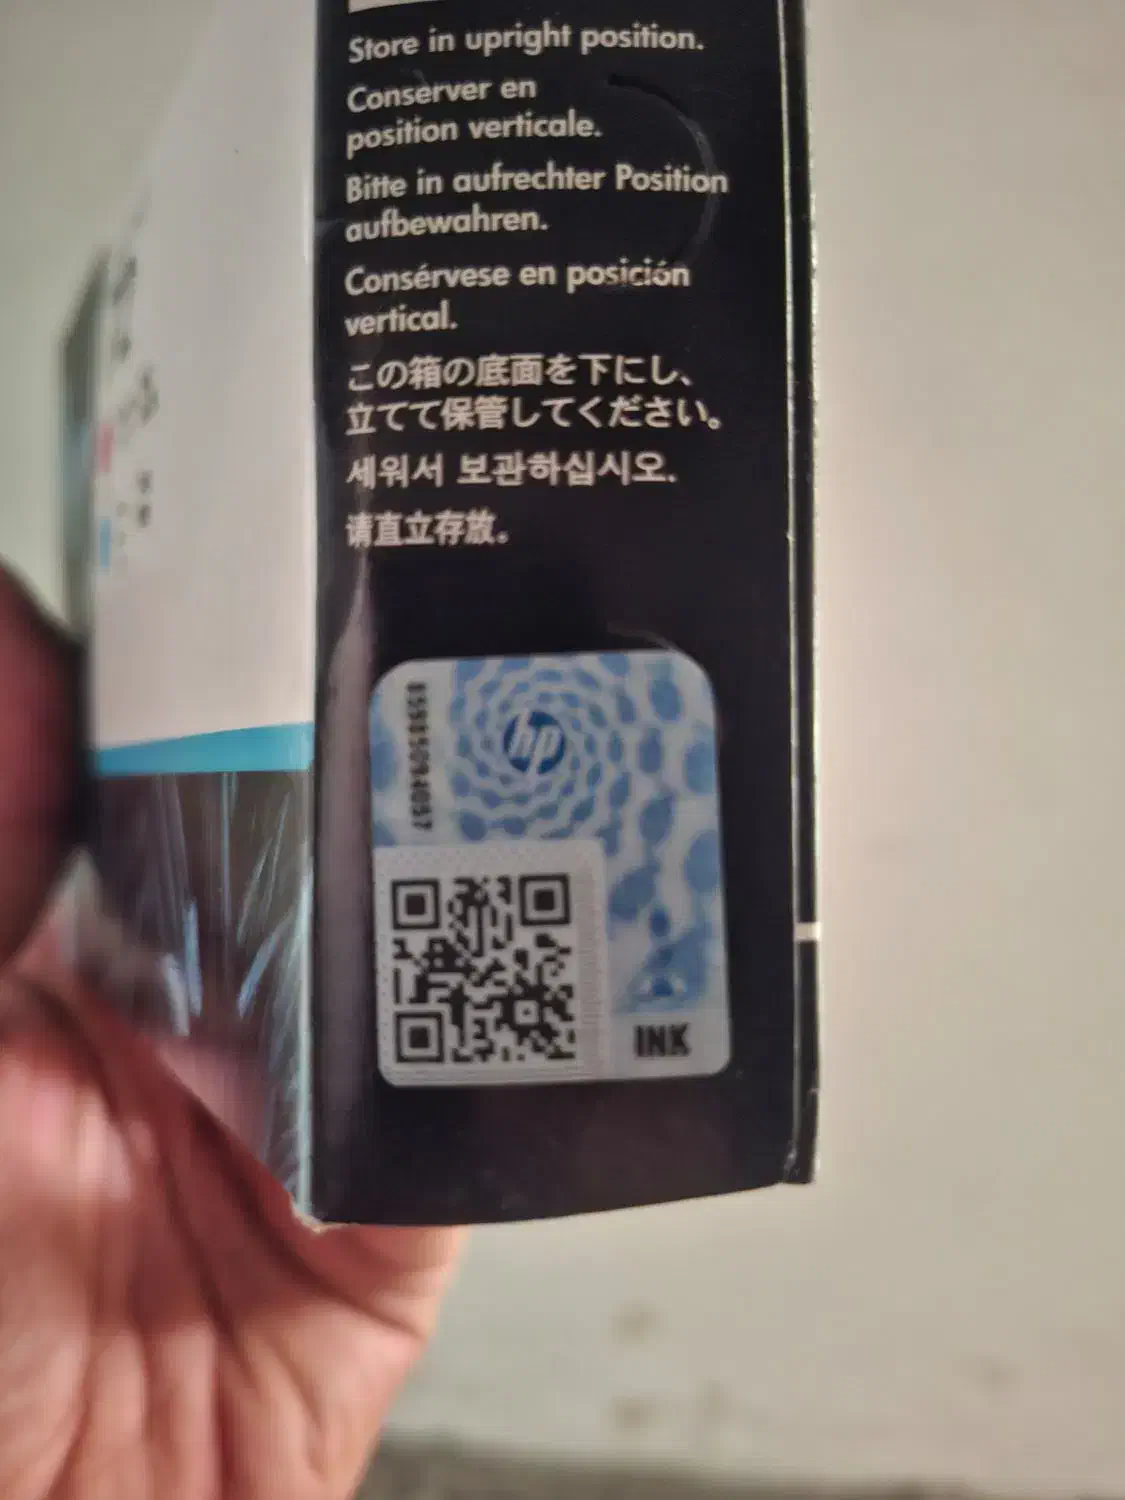 Store in upright position.
Conserver en
position verticale.
Bitte in aufrechter Position
aufbewahren.
Consérvese en posición
vertical.
この箱の底面を下にし、
立てて保管してください。
세워서 보관하십시오.
请直立存放。
hp
INK